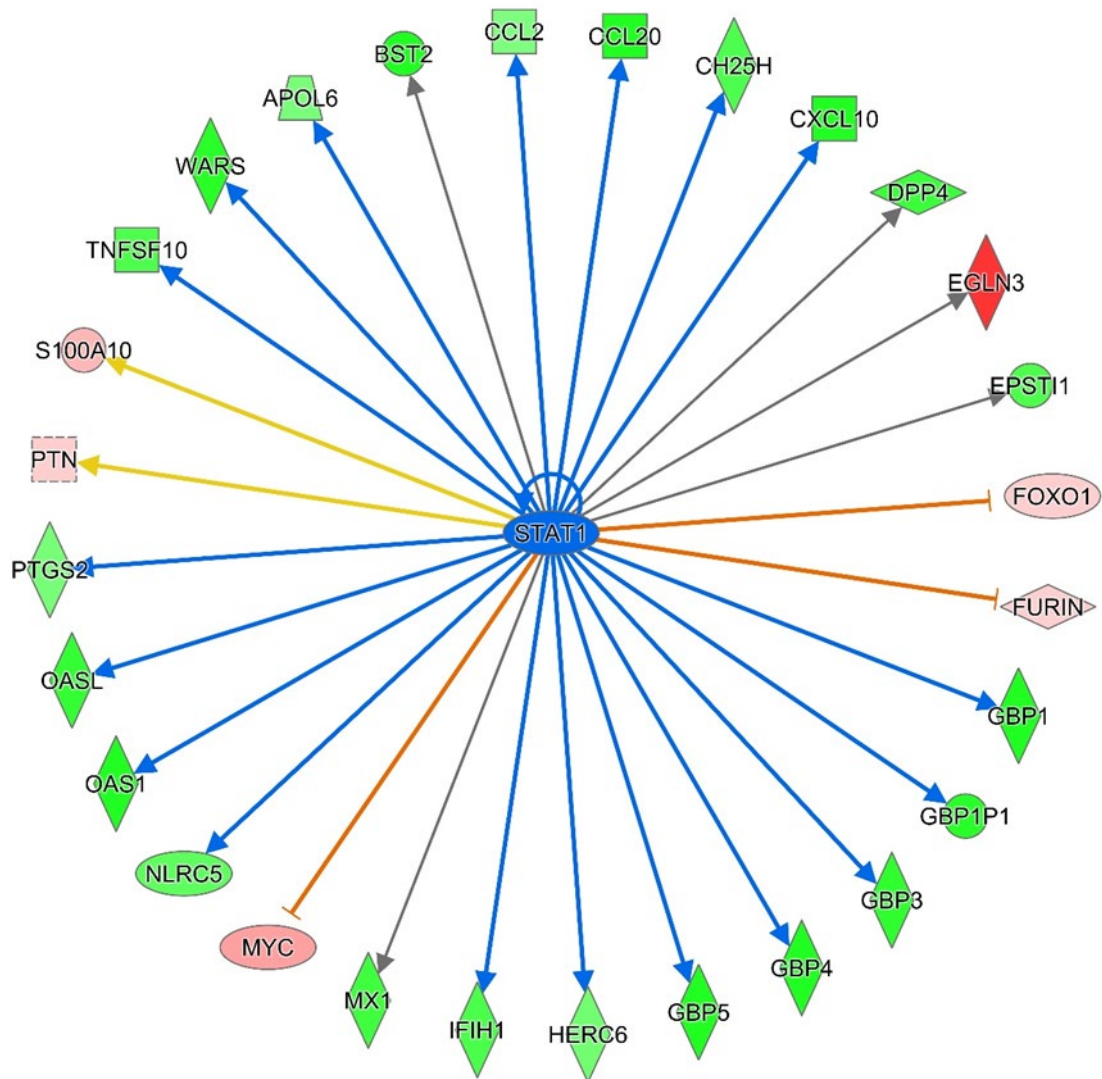 CCL2
CCL20
BST2
CH25H
APOL6
CXCL10
WARS
DPP4
TNFSF10
EGLN3
S100A10
EPSTI1
PTN
FOXO1
STAT1
PTGS2
FURIN
OASL
GBP1
OAS1
GBP1P1
NLRC5
GBP3
MYC
GBP4
MX1
GBP5
IFIH1
HERC6